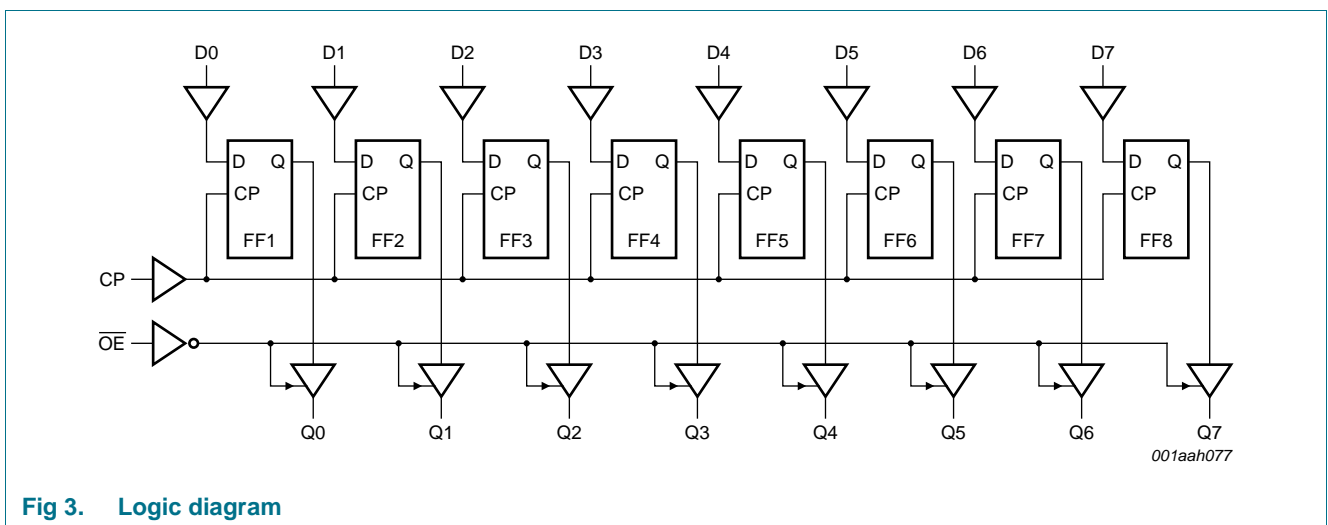 D0 D1 D2 D3 D4 D5 D6 D7
D Q D Q D Q D Q D Q D Q D Q D Q
CP CP CP CP CP CP CP CP
FF1 FF2 FF3 FF4 FF5 FF6 FF7 FF8
CP
O̅E̅
Q0 Q1 Q2 Q3 Q4 Q5 Q6 Q7
001aah077
Fig 3. Logic diagram